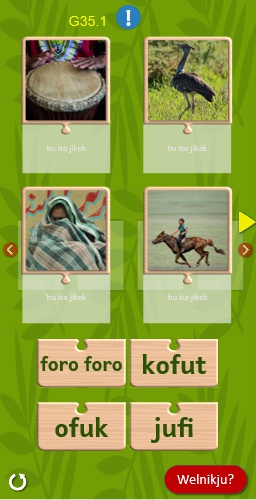 G35.1
!
bu ita jikek
bu ita jikek
bu ita jikek
bu ita jikek
foro foro
kofut
ofuk
jufi
Welnikju?